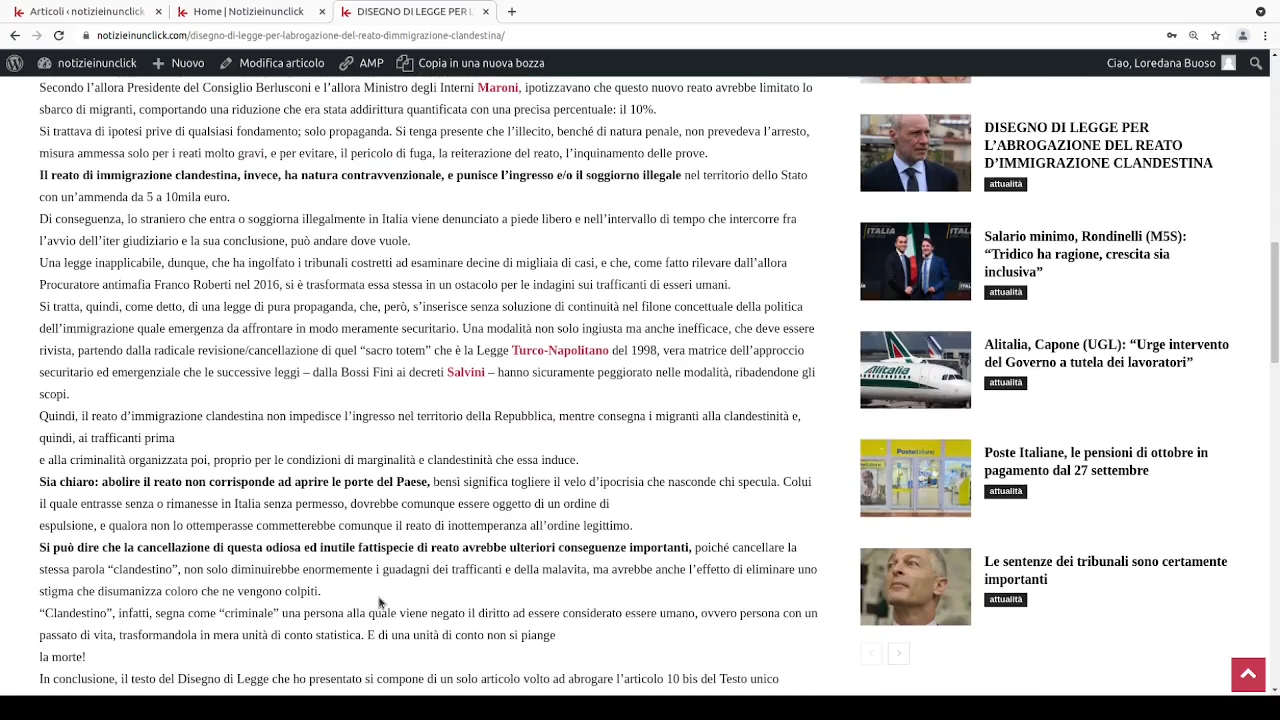 Articoli ‹ notizieinunclick
Home | Notizieinunclick
DISEGNO DI LEGGE PER L
notizieinunclick.com/disegno-di-legge-per-labrogazione-del-reato-dimmigrazione-clandestina/
notizieinunclick
Nuovo
Modifica articolo
AMP
Copia in una nuova bozza
Ciao, Loredana Buoso
Secondo l’allora Presidente del Consiglio Berlusconi e l’allora Ministro degli Interni Maroni, ipotizzavano che questo nuovo reato avrebbe limitato lo
sbarco di migranti, comportando una riduzione che era stata addirittura quantificata con una precisa percentuale: il 10%.
Si trattava di ipotesi prive di qualsiasi fondamento; solo propaganda. Si tenga presente che l’illecito, benché di natura penale, non prevedeva l’arresto,
misura ammessa solo per i reati molto gravi, e per evitare, il pericolo di fuga, la reiterazione del reato, l’inquinamento delle prove.
Il reato di immigrazione clandestina, invece, ha natura contravvenzionale, e punisce l’ingresso e/o il soggiorno illegale nel territorio dello Stato
con un’ammenda da 5 a 10mila euro.
Di conseguenza, lo straniero che entra o soggiorna illegalmente in Italia viene denunciato a piede libero e nell’intervallo di tempo che intercorre fra
l’avvio dell’iter giudiziario e la sua conclusione, può andare dove vuole.
Una legge inapplicabile, dunque, che ha ingolfato i tribunali costretti ad esaminare decine di migliaia di casi, e che, come fatto rilevare dall’allora
Procuratore antimafia Franco Roberti nel 2016, si è trasformata essa stessa in un ostacolo per le indagini sui trafficanti di esseri umani.
Si tratta, quindi, come detto, di una legge di pura propaganda, che, però, s’inserisce senza soluzione di continuità nel filone concettuale della politica
dell’immigrazione quale emergenza da affrontare in modo meramente securitario. Una modalità non solo ingiusta ma anche inefficace, che deve essere
rivista, partendo dalla radicale revisione/cancellazione di quel “sacro totem” che è la Legge Turco-Napolitano del 1998, vera matrice dell’approccio
securitario ed emergenziale che le successive leggi – dalla Bossi Fini ai decreti Salvini – hanno sicuramente peggiorato nelle modalità, ribadendone gli
scopi.
Quindi, il reato d’immigrazione clandestina non impedisce l’ingresso nel territorio della Repubblica, mentre consegna i migranti alla clandestinità e,
quindi, ai trafficanti prima
e alla criminalità organizzata poi, proprio per le condizioni di marginalità e clandestinità che essa induce.
Sia chiaro: abolire il reato non corrisponde ad aprire le porte del Paese, bensì significa togliere il velo d’ipocrisia che nasconde chi specula. Colui
il quale entrasse senza o rimanesse in Italia senza permesso, dovrebbe comunque essere oggetto di un ordine di
espulsione, e qualora non lo ottemperasse commetterebbe comunque il reato di inottemperanza all’ordine legittimo.
Si può dire che la cancellazione di questa odiosa ed inutile fattispecie di reato avrebbe ulteriori conseguenze importanti, poiché cancellare la
stessa parola “clandestino”, non solo diminuirebbe enormemente i guadagni dei trafficanti e della malavita, ma avrebbe anche l’effetto di eliminare uno
stigma che disumanizza coloro che ne vengono colpiti.
“Clandestino”, infatti, segna come “criminale” una persona alla quale viene negato il diritto ad essere considerato essere umano, ovvero persona con un
passato di vita, trasformandola in mera unità di conto statistica. E di una unità di conto non si piange
la morte!
In conclusione, il testo del Disegno di Legge che ho presentato si compone di un solo articolo volto ad abrogare l’articolo 10 bis del Testo unico
DISEGNO DI LEGGE PER
L’ABROGAZIONE DEL REATO
D’IMMIGRAZIONE CLANDESTINA
attualità
ITALIA
Salario minimo, Rondinelli (M5S):
“Tridico ha ragione, crescita sia
inclusiva”
attualità
Alitalia
Alitalia, Capone (UGL): “Urge intervento
del Governo a tutela dei lavoratori”
attualità
Posteitaliane
Poste Italiane, le pensioni di ottobre in
pagamento dal 27 settembre
attualità
Le sentenze dei tribunali sono certamente
importanti
attualità